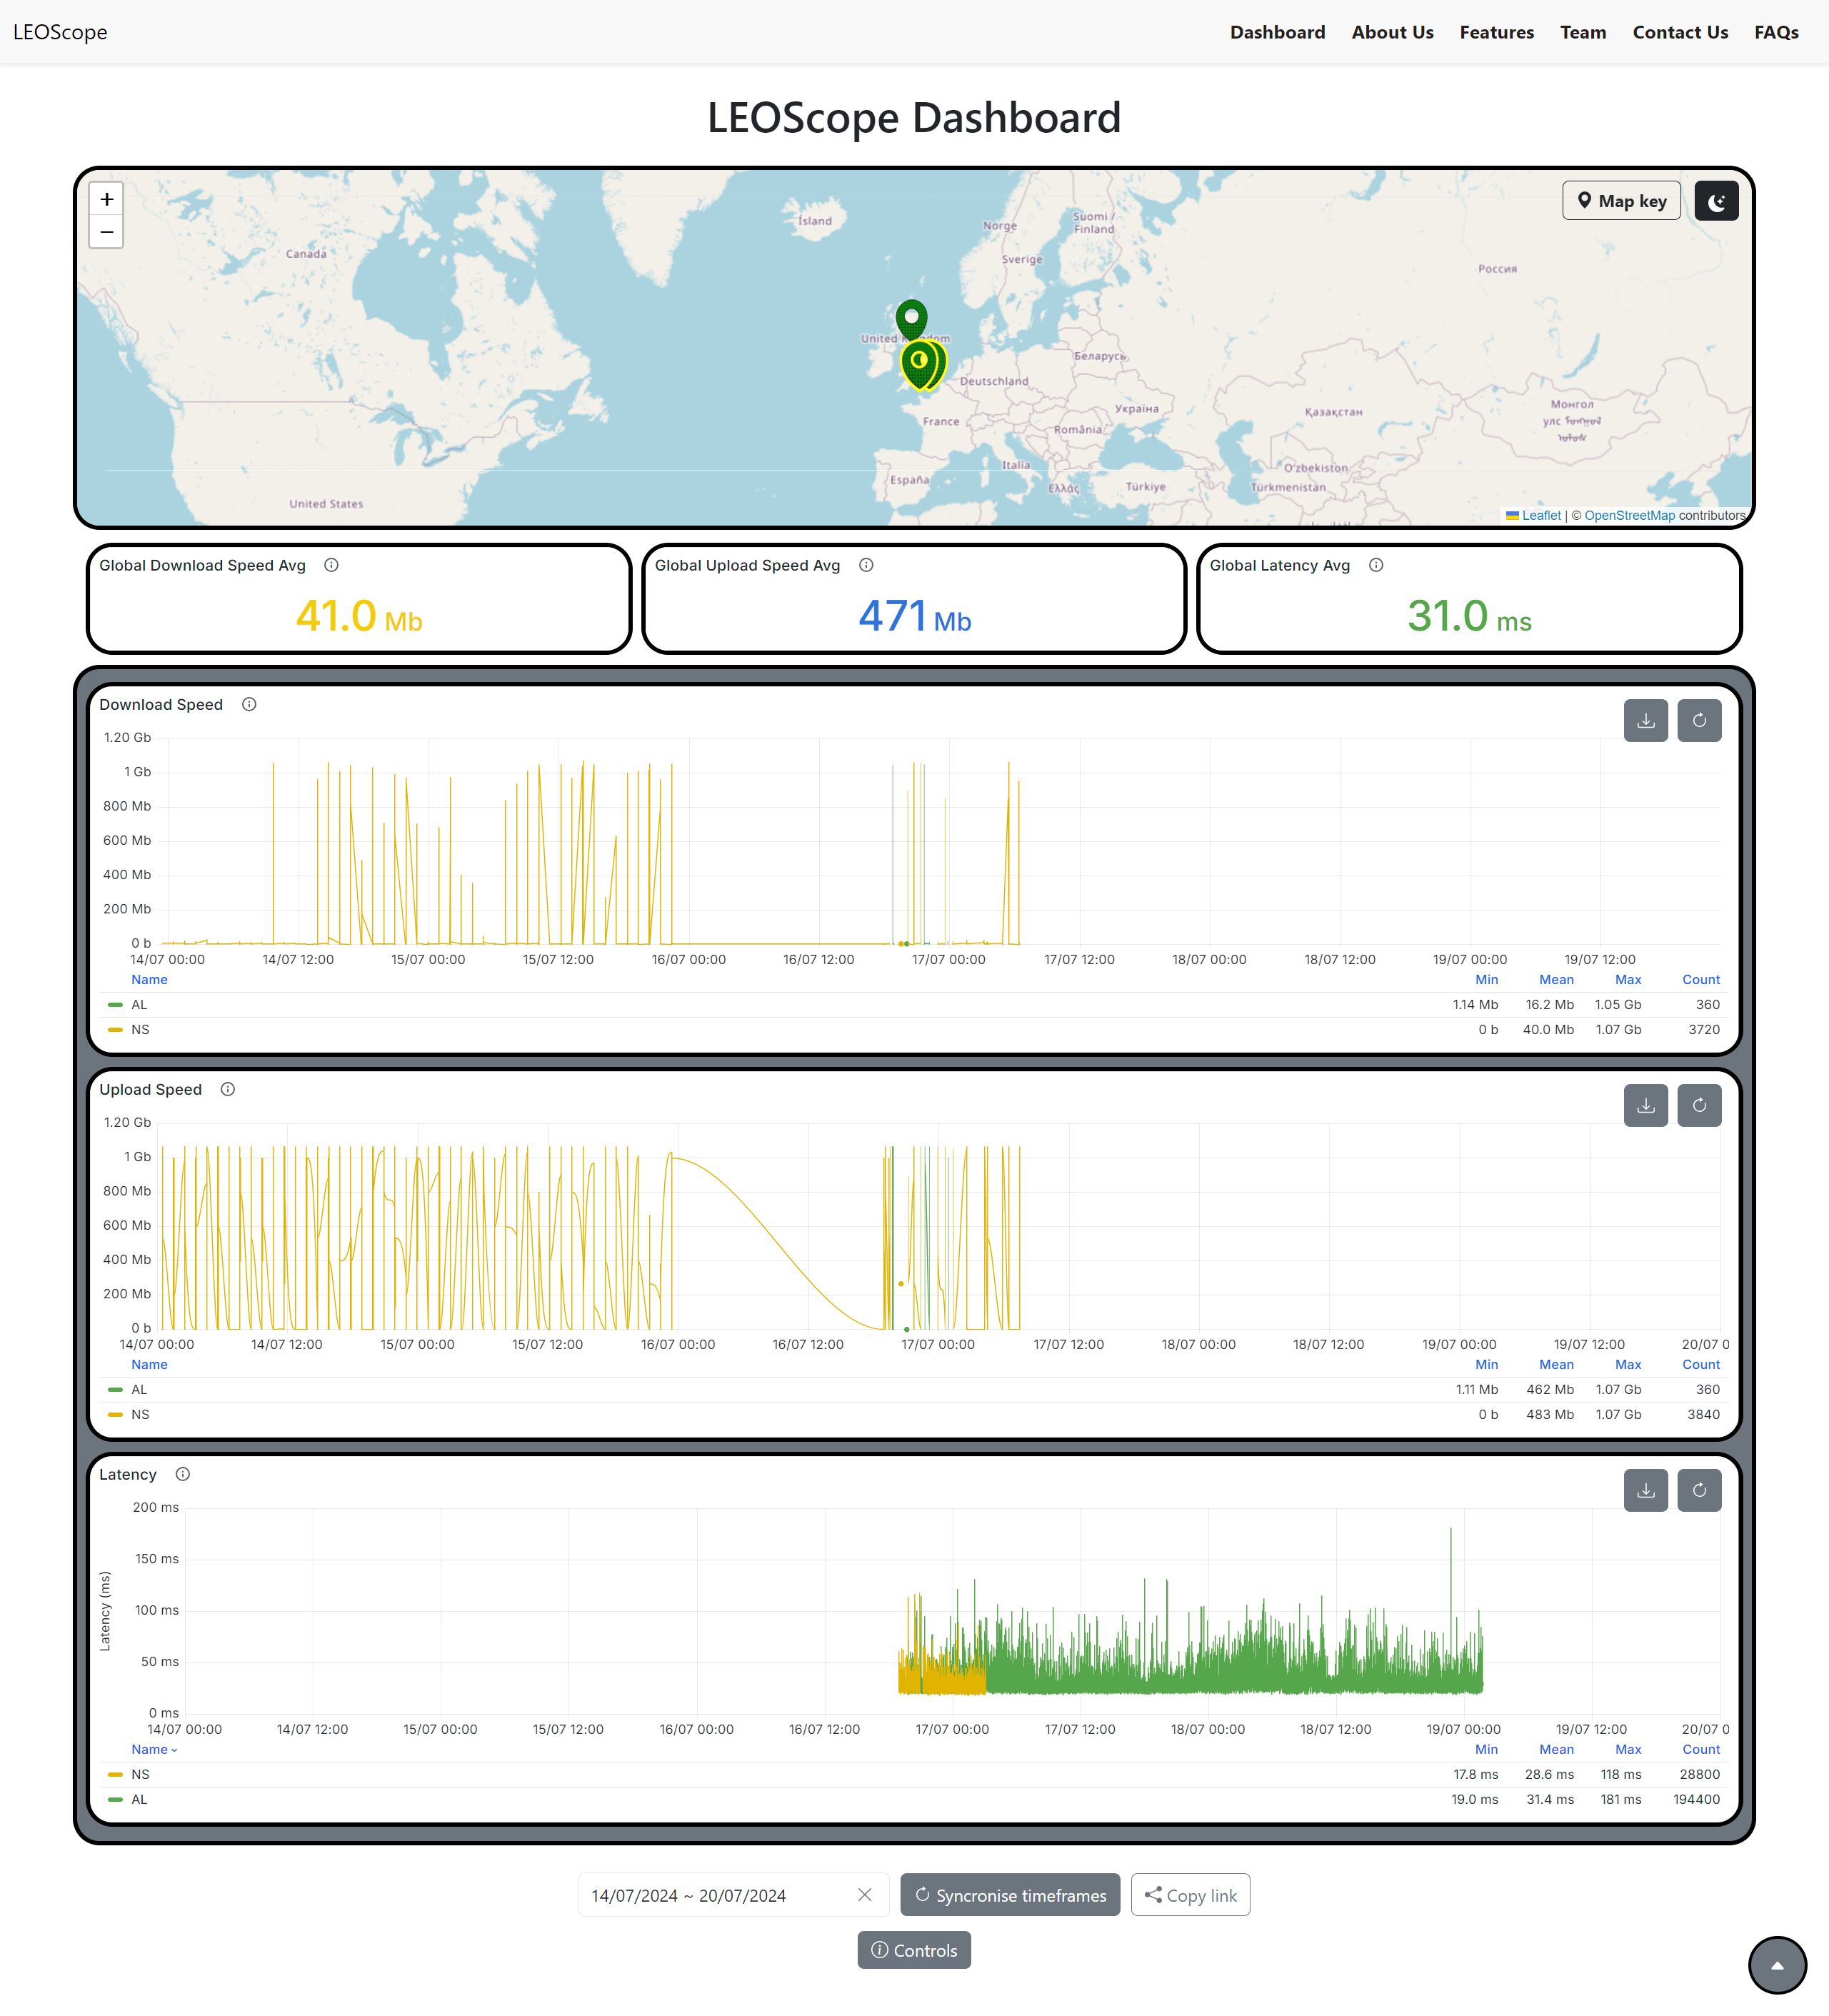 LEOScope
Dashboard About Us Features Team Contact Us FAQs
LEOScope Dashboard
+
−
Map key
Ísland
Norge
Suomi /
Finland
Canada
Sverige
Россия
United Kingdom
Беларусь
Deutschland
France
Україна
România
Қазақстан
Монгол
улс
Italia
España
Ελλάς
Türkiye
O'zbekiston
Türkmenistan
United States
Leaflet | © OpenStreetMap contributors
Global Download Speed Avg
41.0 Mb
Global Upload Speed Avg
471 Mb
Global Latency Avg
31.0 ms
Download Speed
1.20 Gb
1 Gb
800 Mb
600 Mb
400 Mb
200 Mb
0 b
14/07 00:00 14/07 12:00 15/07 00:00 15/07 12:00 16/07 00:00 16/07 12:00 17/07 00:00 17/07 12:00 18/07 00:00 18/07 12:00 19/07 00:00 19/07 12:00
Name Min Mean Max Count
AL 1.14 Mb 16.2 Mb 1.05 Gb 360
NS 0 b 40.0 Mb 1.07 Gb 3720
Upload Speed
1.20 Gb
1 Gb
800 Mb
600 Mb
400 Mb
200 Mb
0 b
14/07 00:00 14/07 12:00 15/07 00:00 15/07 12:00 16/07 00:00 16/07 12:00 17/07 00:00 17/07 12:00 18/07 00:00 18/07 12:00 19/07 00:00 19/07 12:00 20/07 0
Name Min Mean Max Count
AL 1.11 Mb 462 Mb 1.07 Gb 360
NS 0 b 483 Mb 1.07 Gb 3840
Latency
Latency (ms)
200 ms
150 ms
100 ms
50 ms
0 ms
14/07 00:00 14/07 12:00 15/07 00:00 15/07 12:00 16/07 00:00 16/07 12:00 17/07 00:00 17/07 12:00 18/07 00:00 18/07 12:00 19/07 00:00 19/07 12:00 20/07 0
Name Min Mean Max Count
NS 17.8 ms 28.6 ms 118 ms 28800
AL 19.0 ms 31.4 ms 181 ms 194400
14/07/2024 ~ 20/07/2024
Syncronise timeframes
Copy link
Controls